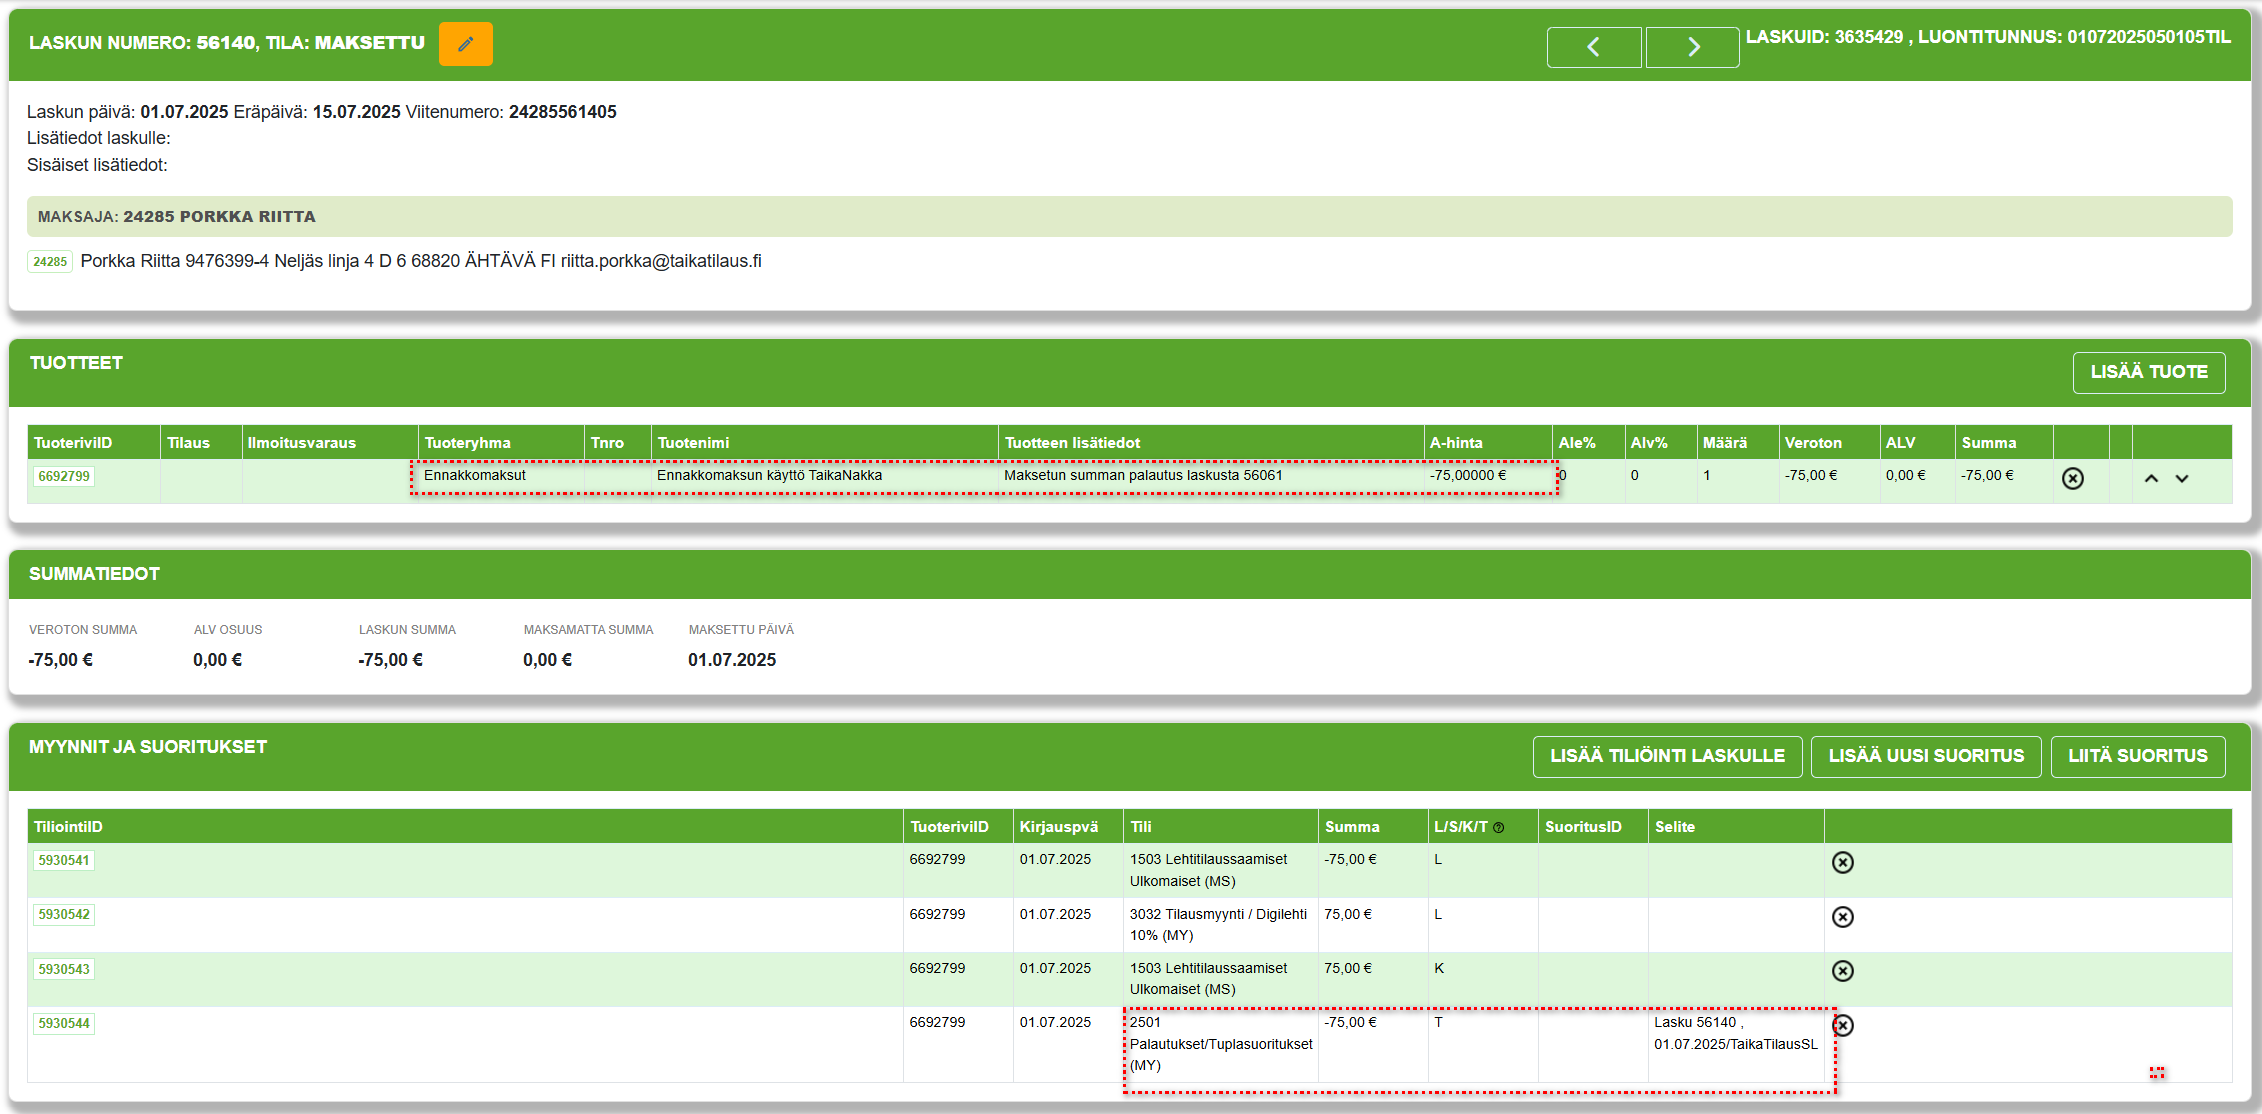 LASKUN NUMERO: 56140, TILA: MAKSETTU
LASKUID: 3635429 , LUONTITUNNUS: 01072025050105TIL
Laskun päivä: 01.07.2025 Eräpäivä: 15.07.2025 Viitenumero: 24285561405
Lisätiedot laskulle:
Sisäiset lisätiedot:
MAKSAJA: 24285 PORKKA RIITTA
24285 Porkka Riitta 9476399-4 Neljäs linja 4 D 6 68820 ÄHTÄVÄ FI riitta.porkka@taikatilaus.fi
TUOTTEET
LISÄÄ TUOTE
TuoteriviID Tilaus Ilmoitusvaraus Tuoteryhma Tnro Tuotenimi Tuotteen lisätiedot A-hinta Ale% Alv% Määrä Veroton ALV Summa
6692799 Ennakkomaksut Ennakkomaksun käyttö TaikaNakka Maksetun summan palautus laskusta 56061 -75,00000 € 0 0 1 -75,00 € 0,00 € -75,00 €
SUMMATIEDOT
VEROTON SUMMA ALV OSUUS LASKUN SUMMA MAKSAMATTA SUMMA MAKSETTU PÄIVÄ
-75,00 € 0,00 € -75,00 € 0,00 € 01.07.2025
MYYNNIT JA SUORITUKSET
LISÄÄ TILIÖINTI LASKULLE LISÄÄ UUSI SUORITUS LIITÄ SUORITUS
TiliointiID TuoteriviID Kirjauspvä Tili Summa L/S/K/T SuoritusID Selite
5930541 6692799 01.07.2025 1503 Lehtitilaussaamiset -75,00 € L
Ulkomaiset (MS)
5930542 6692799 01.07.2025 3032 Tilausmyynti / Digilehti 75,00 € L
10% (MY)
5930543 6692799 01.07.2025 1503 Lehtitilaussaamiset 75,00 € K
Ulkomaiset (MS)
5930544 6692799 01.07.2025 2501 -75,00 € T Lasku 56140 ,
Palautukset/Tuplasuoritukset 01.07.2025/TaikaTilausSL
(MY)